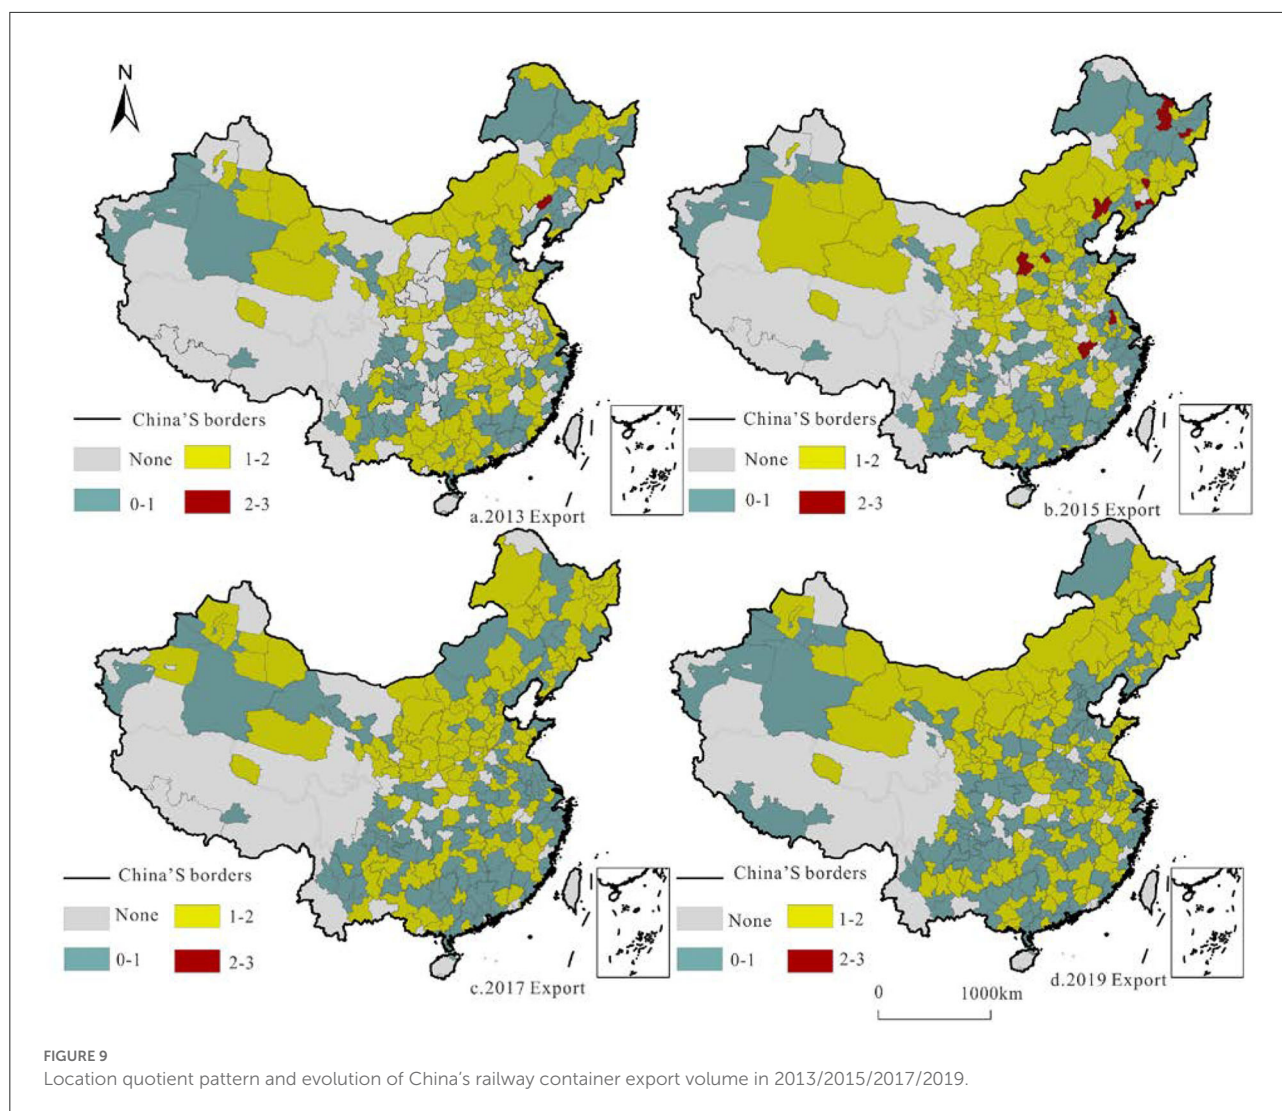 N
China'S borders
None 1-2
0-1 2-3
a.2013 Export
China'S borders
None 1-2
0-1 2-3
b.2015 Export
China'S borders
None 1-2
0-1 2-3
c.2017 Export
China'S borders
None 1-2
0-1 2-3
d.2019 Export
0 1000km
FIGURE 9
Location quotient pattern and evolution of China's railway container export volume in 2013/2015/2017/2019.